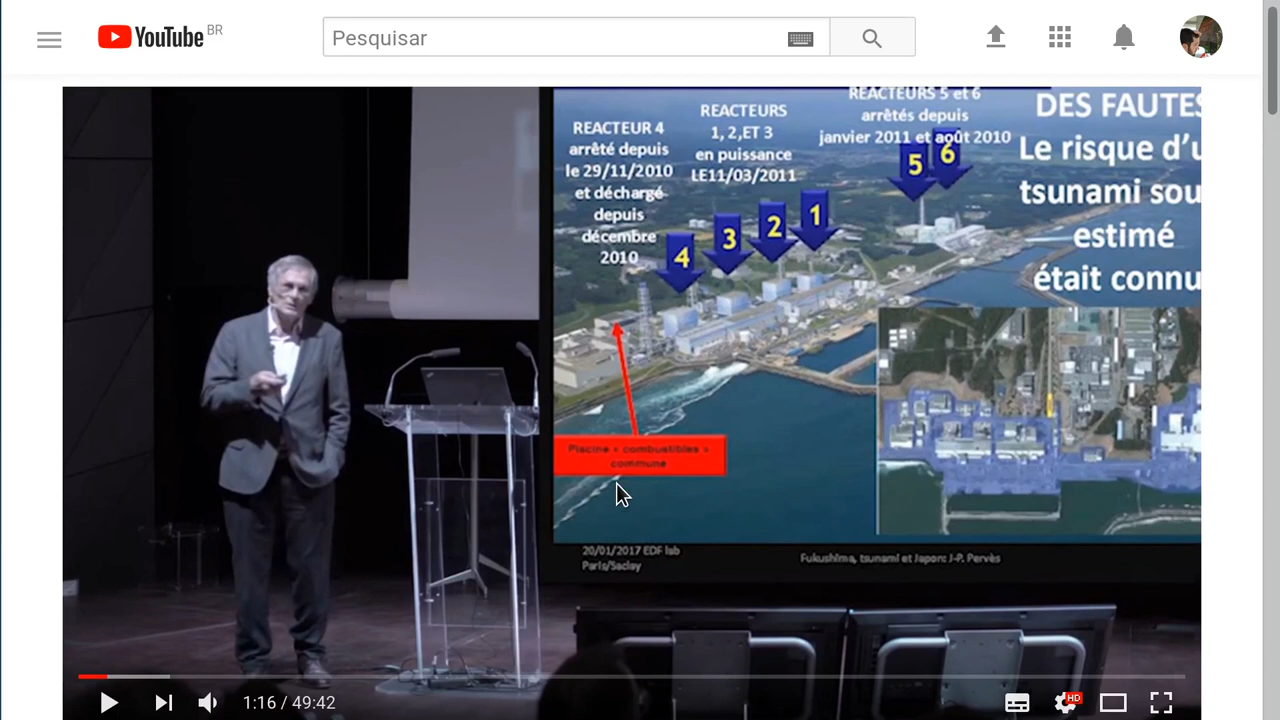 YouTube BR
Pesquisar
REACTEUR 4
arrêté depuis
le 29/11/2010
et déchargé
depuis
décembre
2010
REACTEURS
1, 2,ET 3
en puissance
LE11/03/2011
REACTEURS 5 et 6
arrêtés depuis
janvier 2011 et août 2010
DES FAUTES
Le risque d'u
tsunami sou
estimé
était connu
4
3
2
1
5
6
Piscine « combustibles »
commune
20/01/2017 EDF lab
Paris/Saclay
Fukushima, tsunami et Japon: J-P. Pervès
1:16 / 49:42
HD